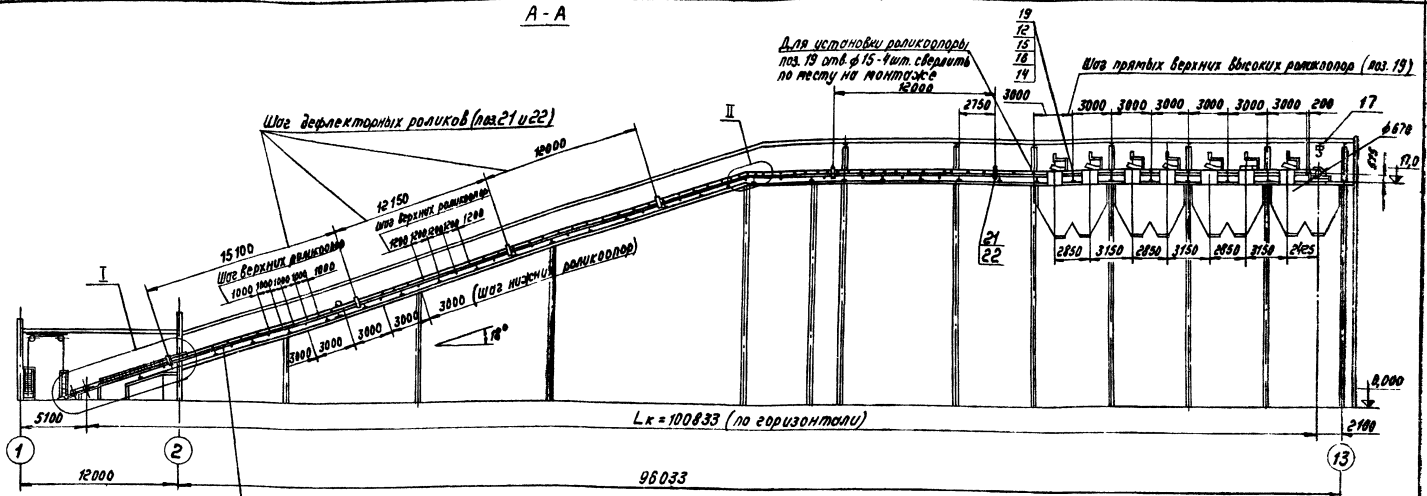 А-А
19
12
15
18
14
Для установки роликоопоры
поз. 19 отв. ф 15-4шт. сверлить
по месту на монтаже
12000
Шаг прямых верхних высоких роликоопор (поз. 19)
3000
2750
3000 3000 3000 3000 3000 3000 200
17
ф 678
17,0
Шаг дефлекторных роликов (поз. 21 и 22)
II
12000
12150
Шаг верхних роликоопор
1200 1200 1200 1200 1200
15100
Шаг верхних роликоопор
1000 1000 1000 1000 1000
I
3000 (шаг нижних роликоопор)
3000 3000 3000 3000
18°
21
22
2850 3150 2850 3150 2850 3150 2425
0,000
5100
Lк = 100833 (по горизонтали)
2100
1
2
13
12000
96033